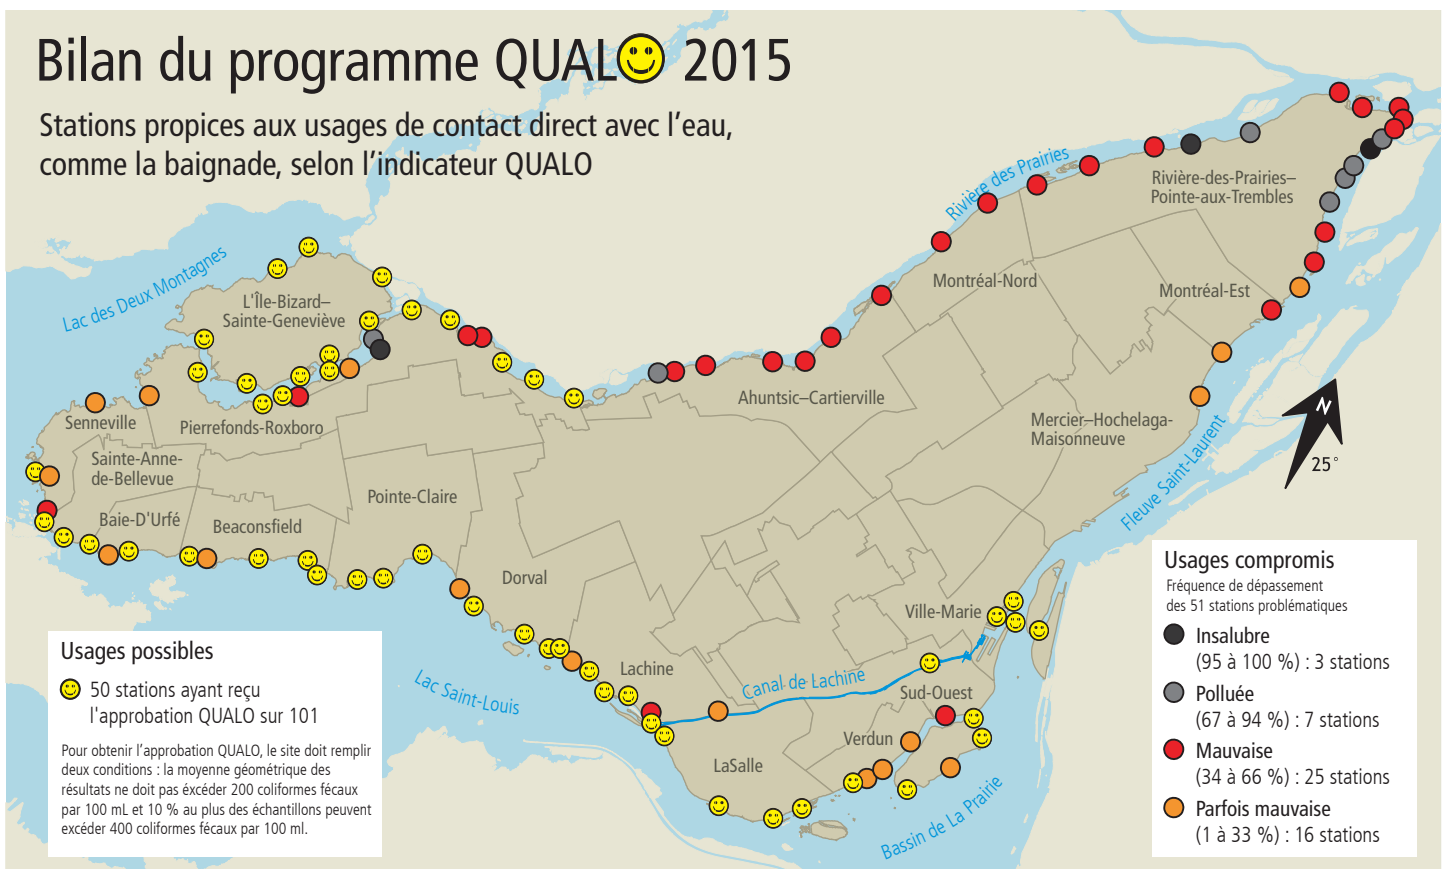 Bilan du programme QUALO 2015
Stations propices aux usages de contact direct avec l'eau,
comme la baignade, selon l'indicateur QUALO
Rivière des Prairies
Rivière-des-Prairies–
Pointe-aux-Trembles
Lac des Deux Montagnes
L'Île-Bizard–
Sainte-Geneviève
Montréal-Nord
Montréal-Est
Ahuntsic–Cartierville
Mercier–Hochelaga-
Maisonneuve
Senneville
Pierrefonds-Roxboro
Sainte-Anne-
de-Bellevue
Pointe-Claire
Baie-D'Urfé
Beaconsfield
Fleuve Saint-Laurent
N
25°
Dorval
Ville-Marie
Lachine
Canal de Lachine
Sud-Ouest
Lac Saint-Louis
Verdun
LaSalle
Bassin de La Prairie
Usages possibles
50 stations ayant reçu
l'approbation QUALO sur 101
Pour obtenir l'approbation QUALO, le site doit remplir
deux conditions : la moyenne géométrique des
résultats ne doit pas éxcéder 200 coliformes fécaux
par 100 mL et 10 % au plus des échantillons peuvent
excéder 400 coliformes fécaux par 100 ml.
Usages compromis
Fréquence de dépassement
des 51 stations problématiques
Insalubre
(95 à 100 %) : 3 stations
Polluée
(67 à 94 %) : 7 stations
Mauvaise
(34 à 66 %) : 25 stations
Parfois mauvaise
(1 à 33 %) : 16 stations